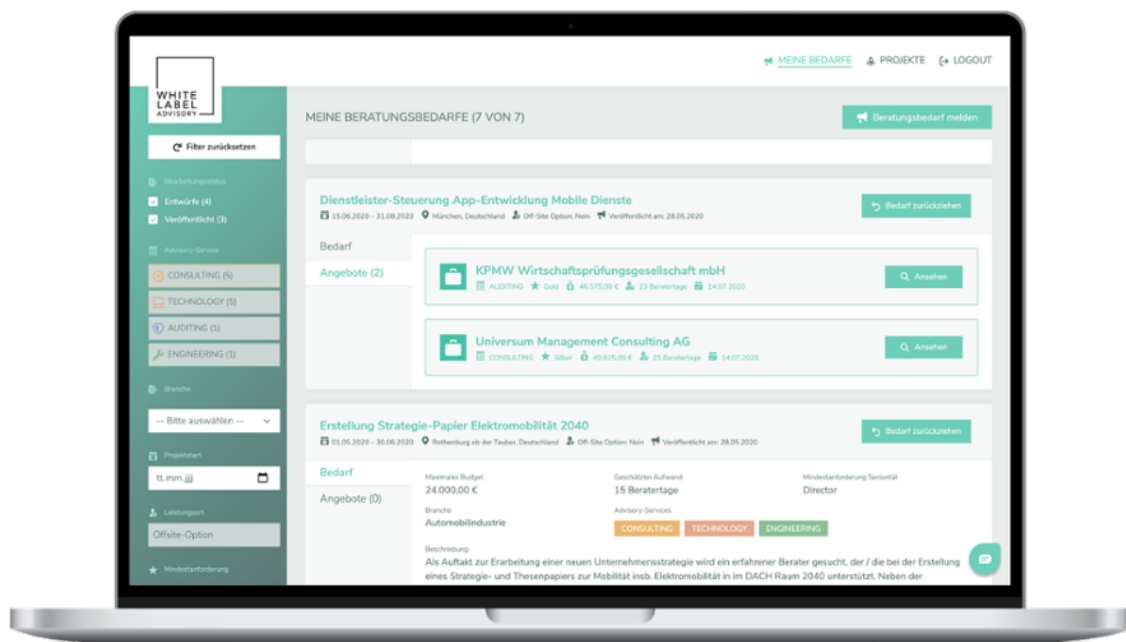 MEINE BEDARFE PROJEKTE LOGOUT
WHITE
LABEL
ADVISORY
MEINE BERATUNGSBEDARFE (7 VON 7)
Beratungsbedarf melden
Filter zurücksetzen
Bearbeitungsstatus
Entwürfe (4)
Veröffentlicht (3)
Advisory-Service
CONSULTING (5)
TECHNOLOGY (5)
AUDITING (1)
ENGINEERING (1)
Branche
-- Bitte auswählen --
Projektstart
tt.mm.jjjj
Leistungsort
Offsite-Option
Mindestanforderung
Dienstleister-Steuerung App-Entwicklung Mobile Dienste
15.06.2020 - 31.08.2020 München, Deutschland Off-Site Option: Nein Veröffentlicht am: 28.05.2020
Bedarf zurückziehen
Bedarf
Angebote (2)
KPMW Wirtschaftsprüfungsgesellschaft mbH
AUDITING Gold 46.575,00 € 23 Beratertage 14.07.2020
Ansehen
Universum Management Consulting AG
CONSULTING Silber 40.825,00 € 25 Beratertage 14.07.2020
Ansehen
Erstellung Strategie-Papier Elektromobilität 2040
01.05.2020 - 30.06.2020 Rothenburg ob der Tauber, Deutschland Off-Site Option: Nein Veröffentlicht am: 28.05.2020
Bedarf zurückziehen
Bedarf
Angebote (0)
Maximales Budget Geschätzter Aufwand Mindestanforderung Seniorität
24.000,00 € 15 Beratertage Director
Branche Advisory-Services
Automobilindustrie CONSULTING TECHNOLOGY ENGINEERING
Beschreibung
Als Auftakt zur Erarbeitung einer neuen Unternehmensstrategie wird ein erfahrener Berater gesucht, der / die bei der Erstellung
eines Strategie- und Thesenpapiers zur Mobilität insb. Elektromobilität in im DACH Raum 2040 unterstützt. Neben der